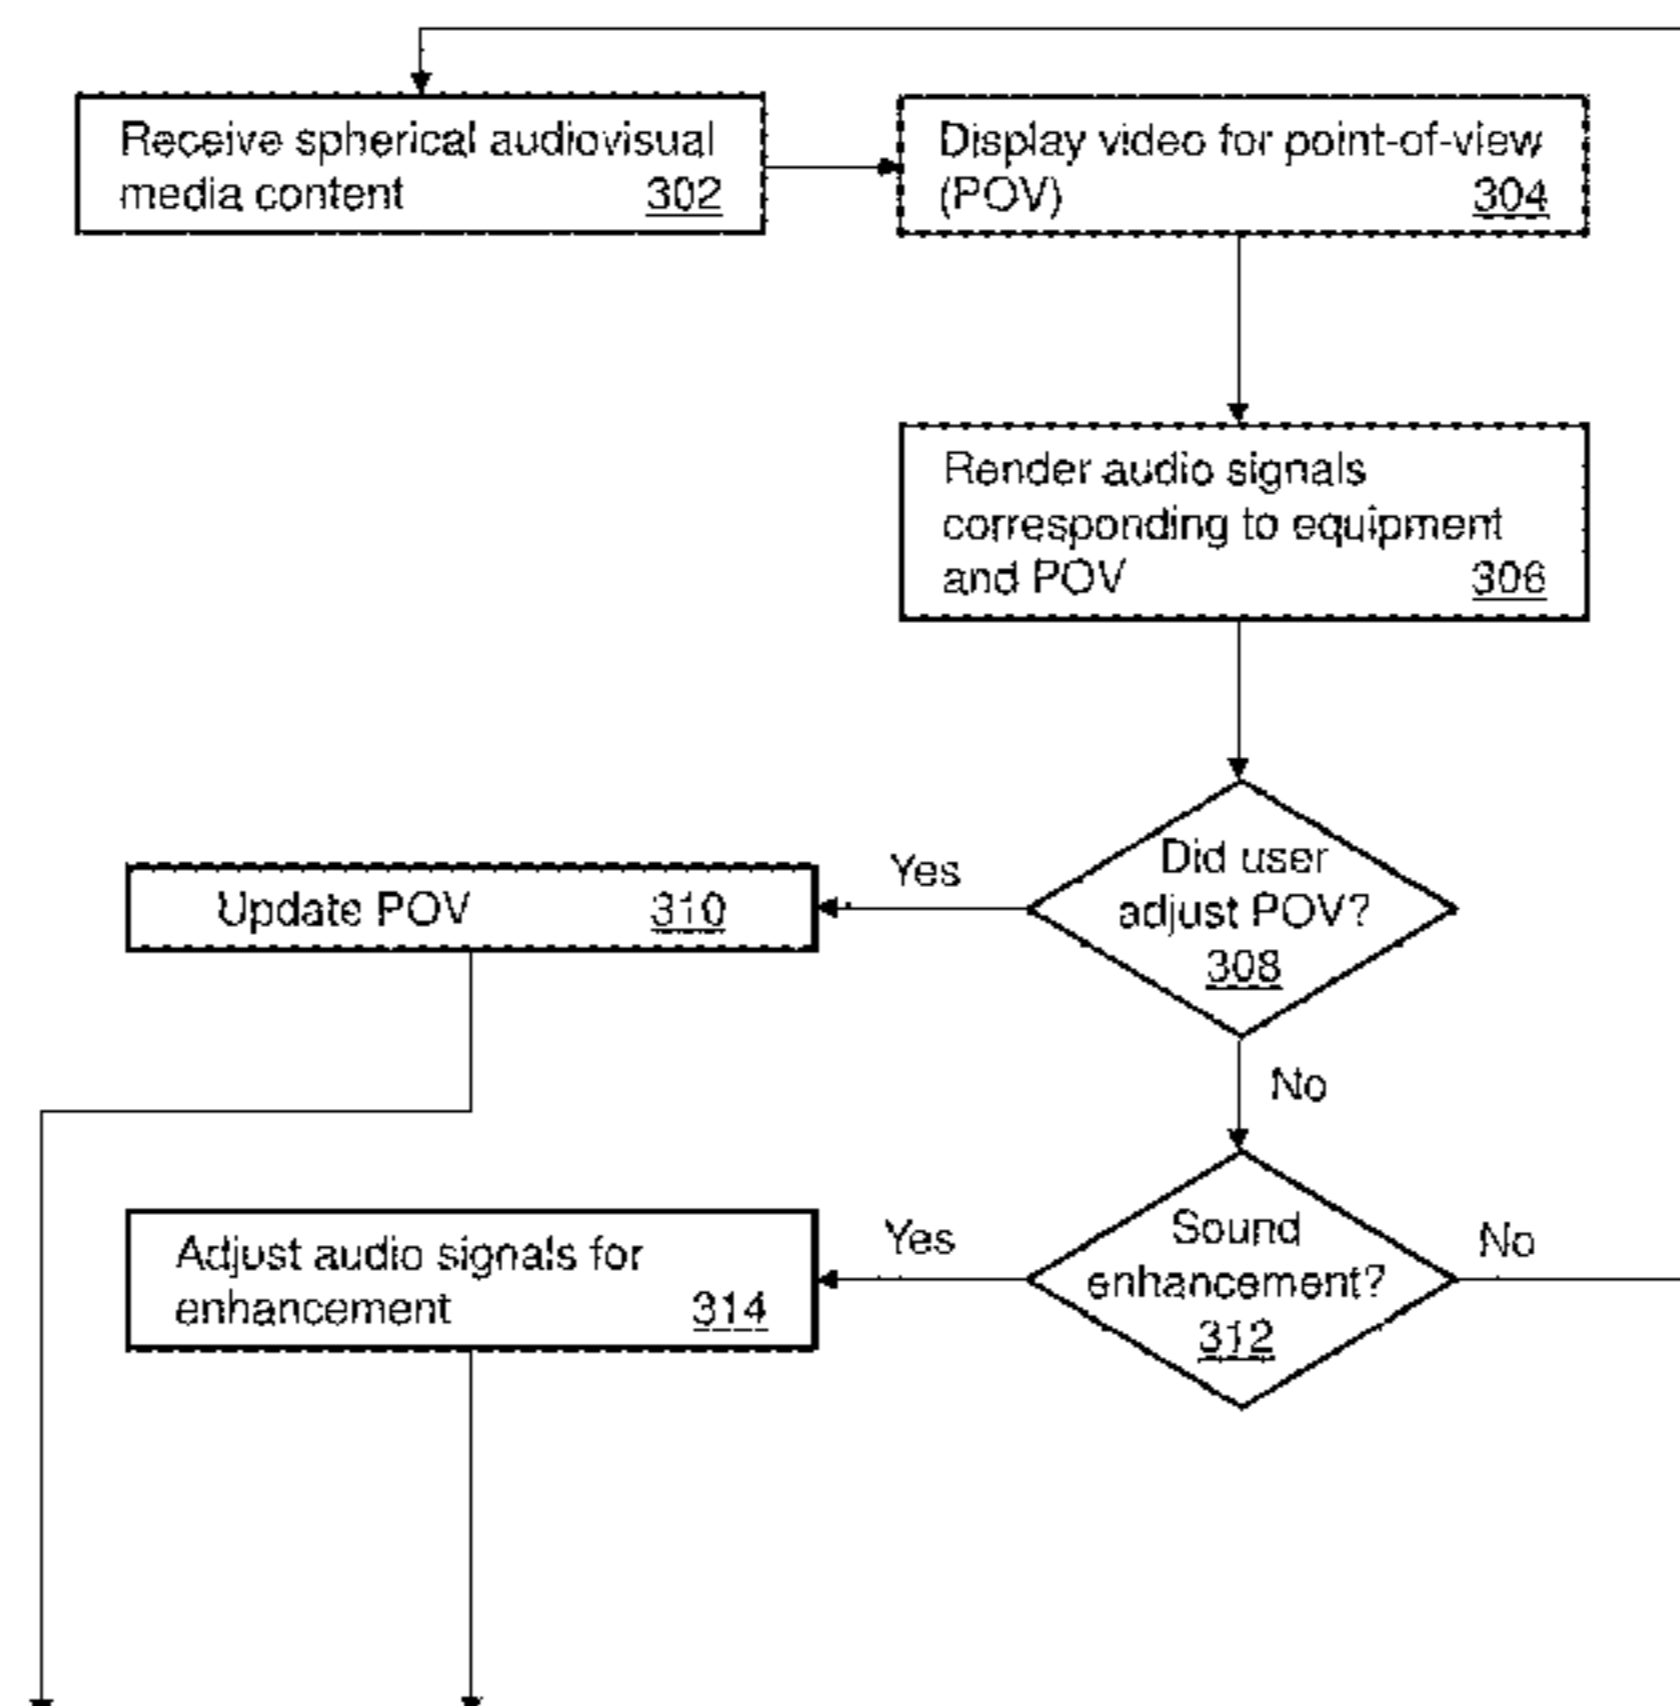 Receive spherical audiovisual
media content 302
Display video for point-of-view
(POV) 304
Render audio signals
corresponding to equipment
and POV 306
Did user
adjust POV?
308
Yes
Update POV 310
No
Sound
enhancement?
312
Yes
No
Adjust audio signals for
enhancement 314